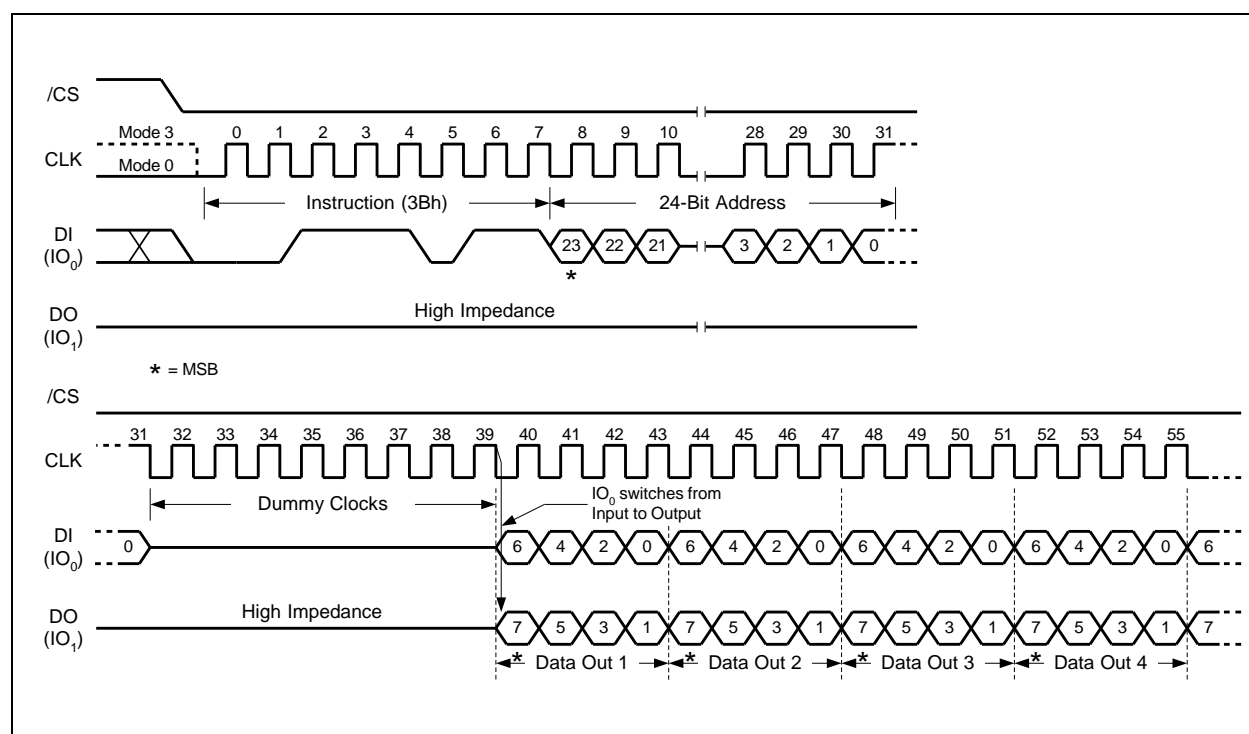 /CS
Mode 3
0 1 2 3 4 5 6 7 8 9 10 28 29 30 31
CLK
Mode 0
Instruction (3Bh) 24-Bit Address
DI
(IO0)
23 22 21 3 2 1 0
*
High Impedance
DO
(IO1)
* = MSB
/CS
31 32 33 34 35 36 37 38 39 40 41 42 43 44 45 46 47 48 49 50 51 52 53 54 55
CLK
Dummy Clocks
IO0 switches from
Input to Output
DI
(IO0)
0 6 4 2 0 6 4 2 0 6 4 2 0 6 4 2 0 6
High Impedance
DO
(IO1)
7 5 3 1 7 5 3 1 7 5 3 1 7 5 3 1 7
* Data Out 1 * Data Out 2 * Data Out 3 * Data Out 4